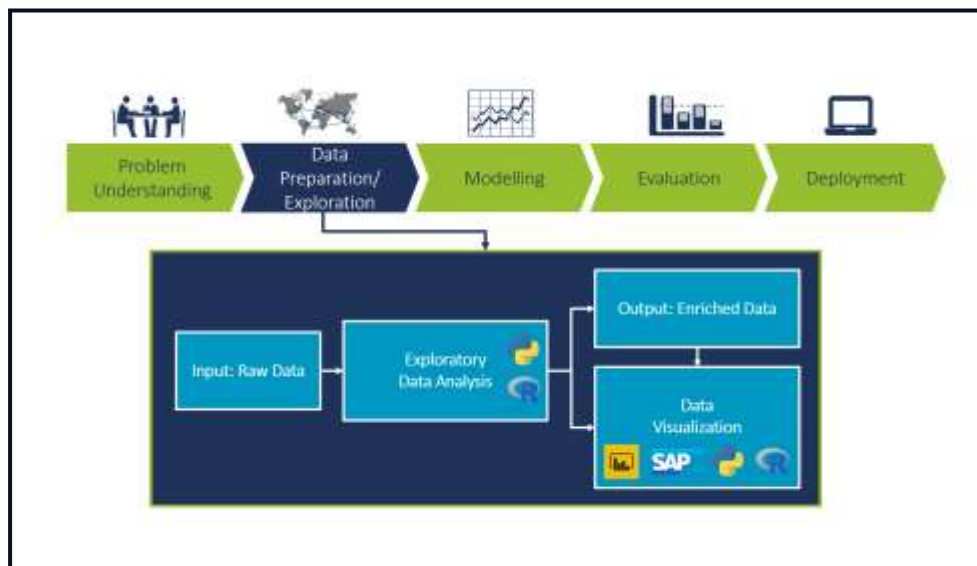 Problem
Understanding
Data
Preparation/
Exploration
Modelling
Evaluation
Deployment
Input: Raw Data
Exploratory
Data Analysis
R
Output: Enriched Data
Data
Visualization
SAP
R